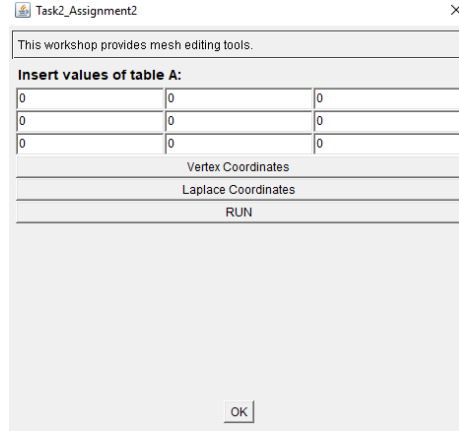 Task2_Assignment2
This workshop provides mesh editing tools.
Insert values of table A:
0 0 0
0 0 0
0 0 0
Vertex Coordinates
Laplace Coordinates
RUN
OK